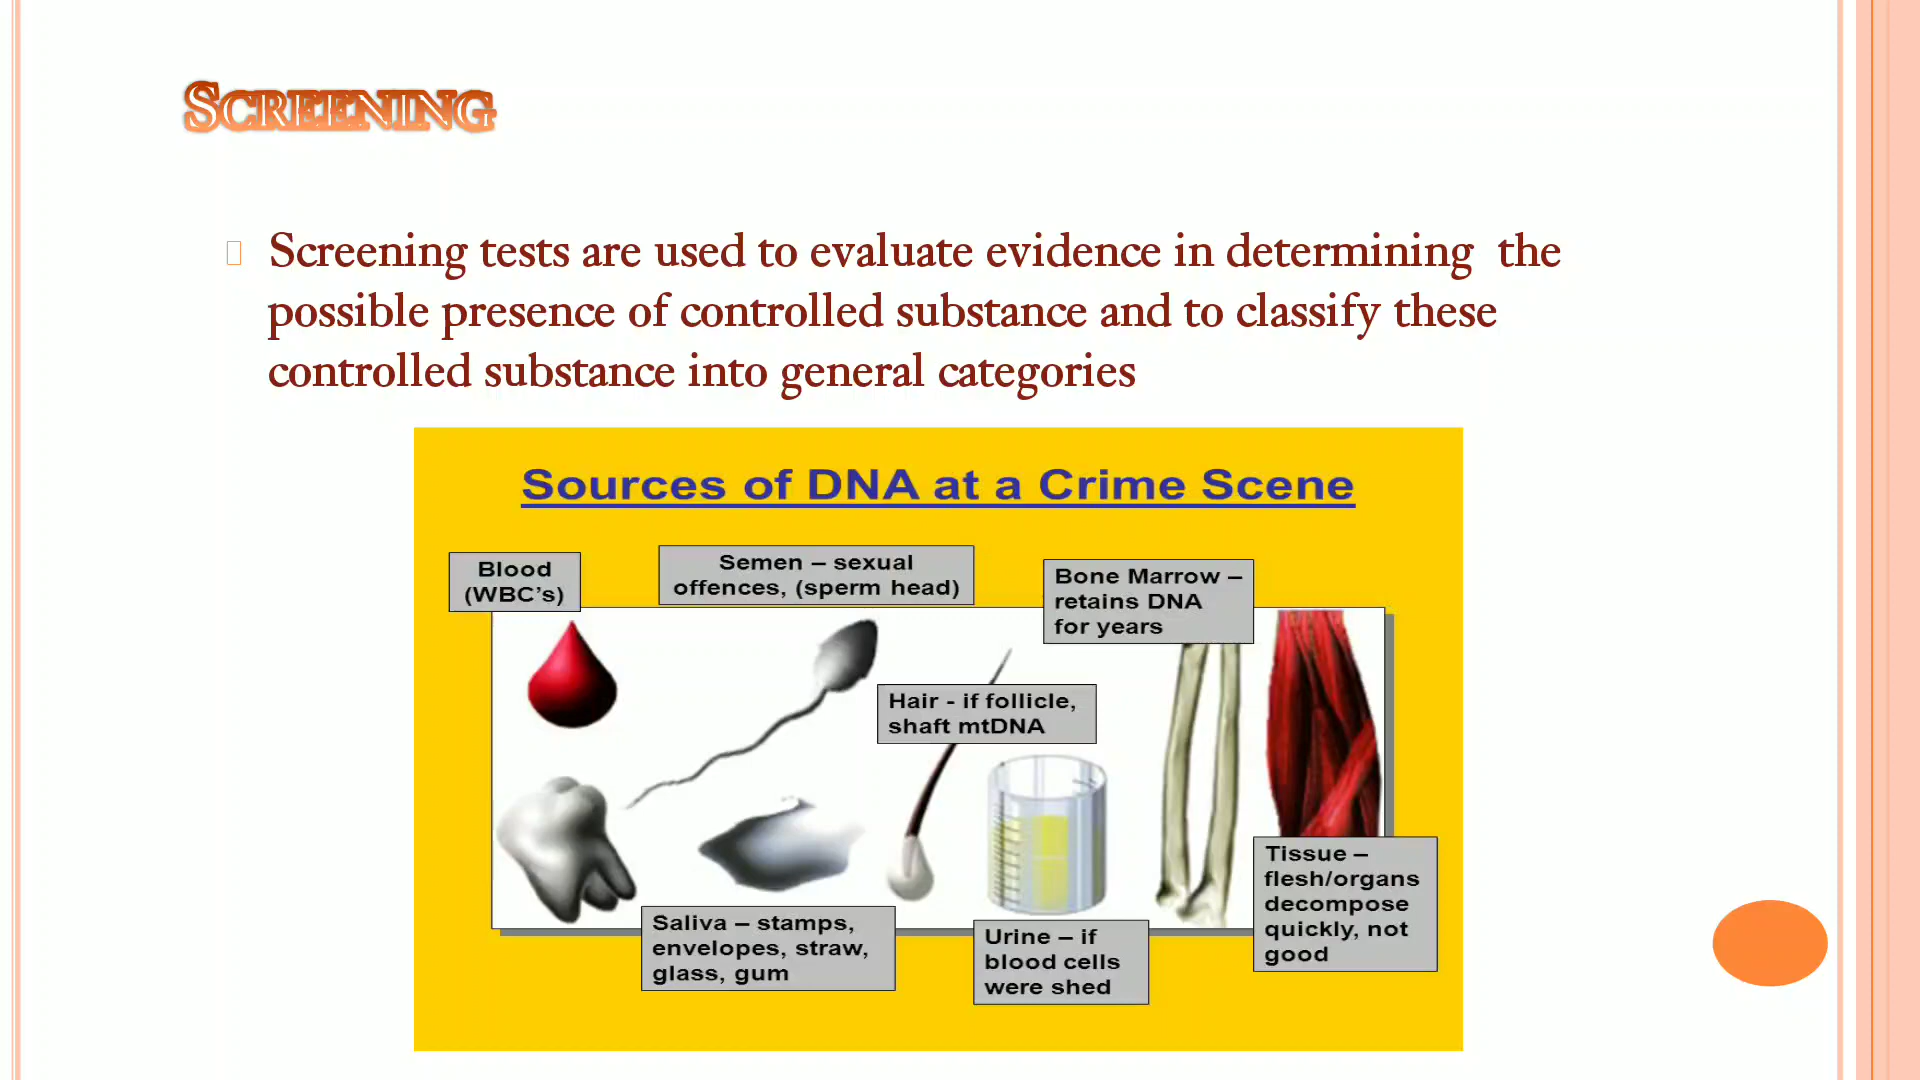 SCREENING
Screening tests are used to evaluate evidence in determining the
possible presence of controlled substance and to classify these
controlled substance into general categories
Sources of DNA at a Crime Scene
Blood
(WBC’s)
Semen – sexual
offences, (sperm head)
Bone Marrow –
retains DNA
for years
Hair - if follicle,
shaft mtDNA
Saliva – stamps,
envelopes, straw,
glass, gum
Urine – if
blood cells
were shed
Tissue –
flesh/organs
decompose
quickly, not
good